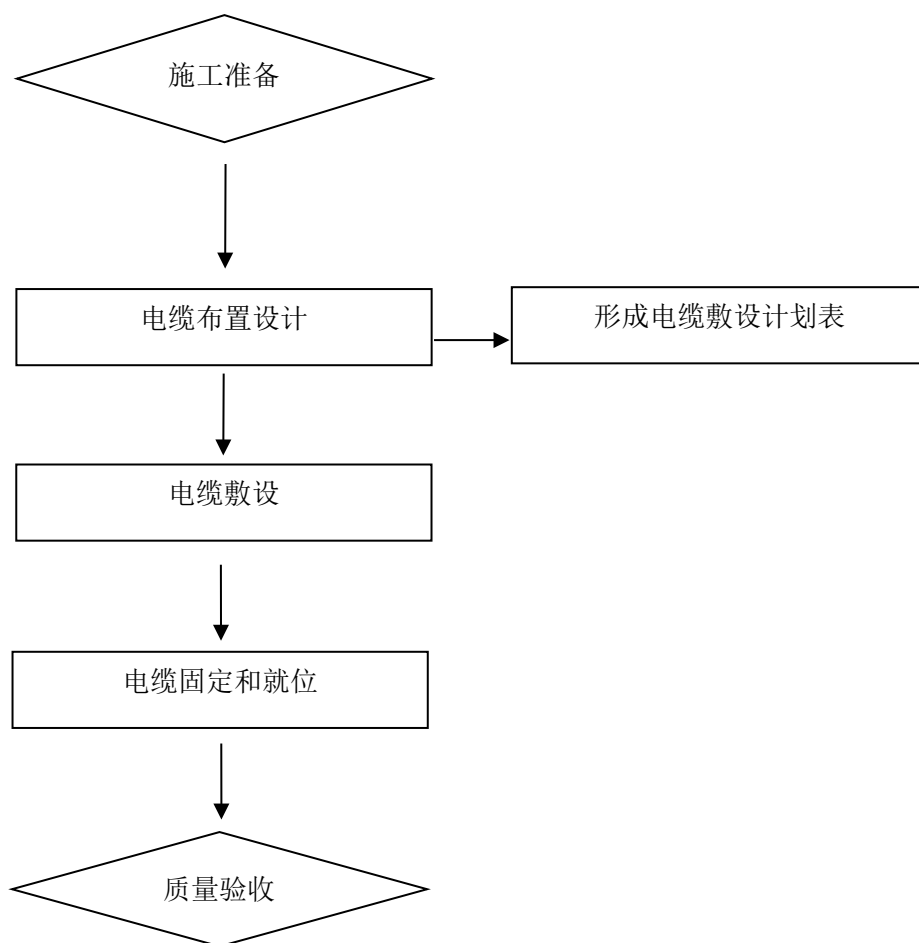 施工准备
电缆布置设计
形成电缆敷设计划表
电缆敷设
电缆固定和就位
质量验收